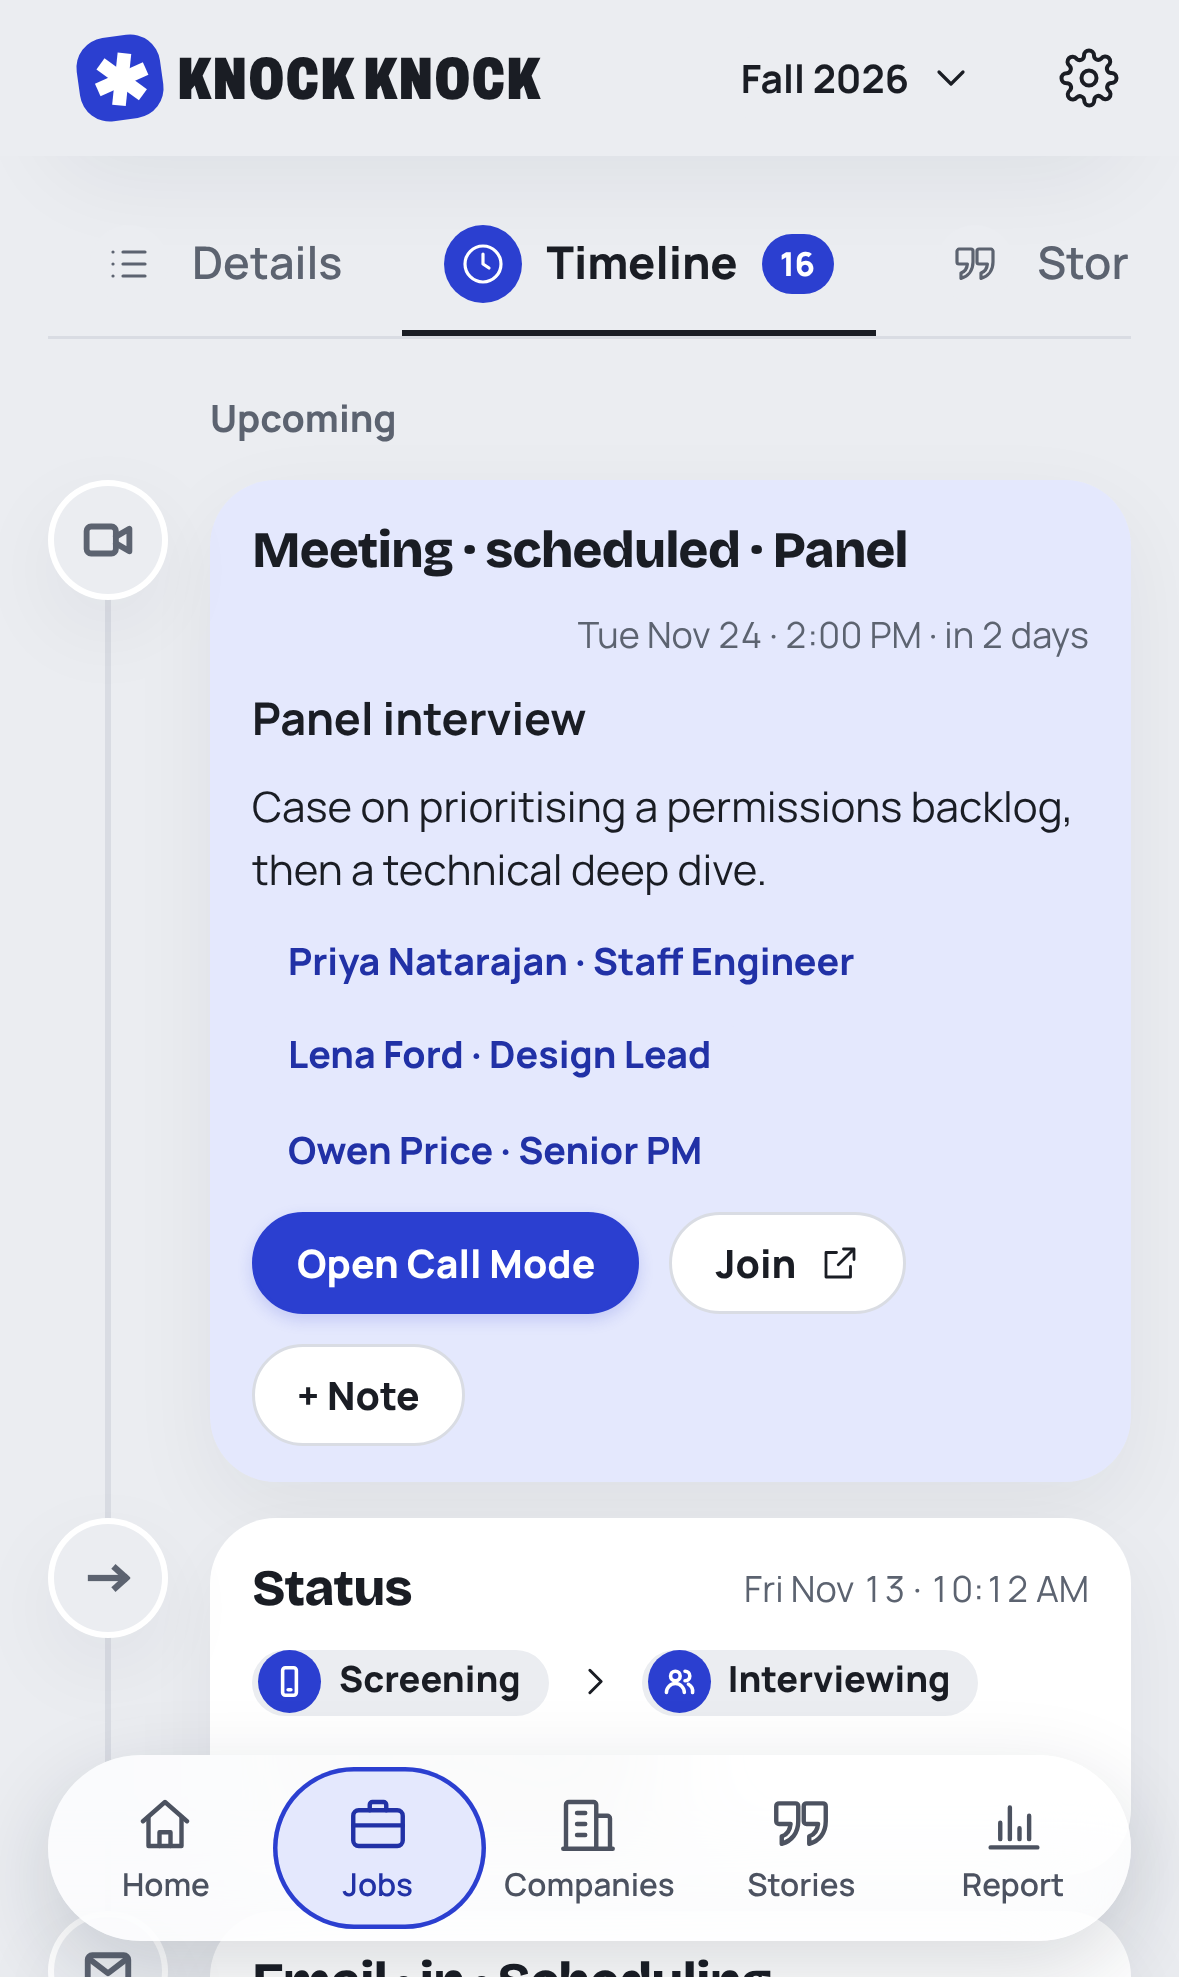 KNOCK KNOCK
Fall 2026
Details
Timeline 16
Stor
Upcoming
Meeting · scheduled · Panel
Tue Nov 24 · 2:00 PM · in 2 days
Panel interview
Case on prioritising a permissions backlog,
then a technical deep dive.
Priya Natarajan · Staff Engineer
Lena Ford · Design Lead
Owen Price · Senior PM
Open Call Mode
Join
+ Note
Status
Fri Nov 13 · 10:12 AM
Screening
Interviewing
Home
Jobs
Companies
Stories
Report
Email · in · Scheduling